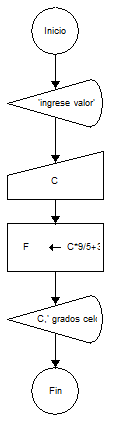 Inicio
'ingrese valor'
C
F ← C*9/5+3
C,' grados cel
Fin